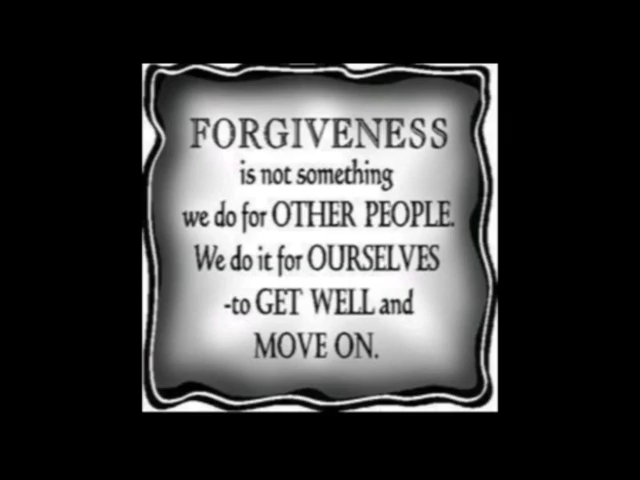 FORGIVENESS
is not something
we do for OTHER PEOPLE.
We do it for OURSELVES
-to GET WELL and
MOVE ON.